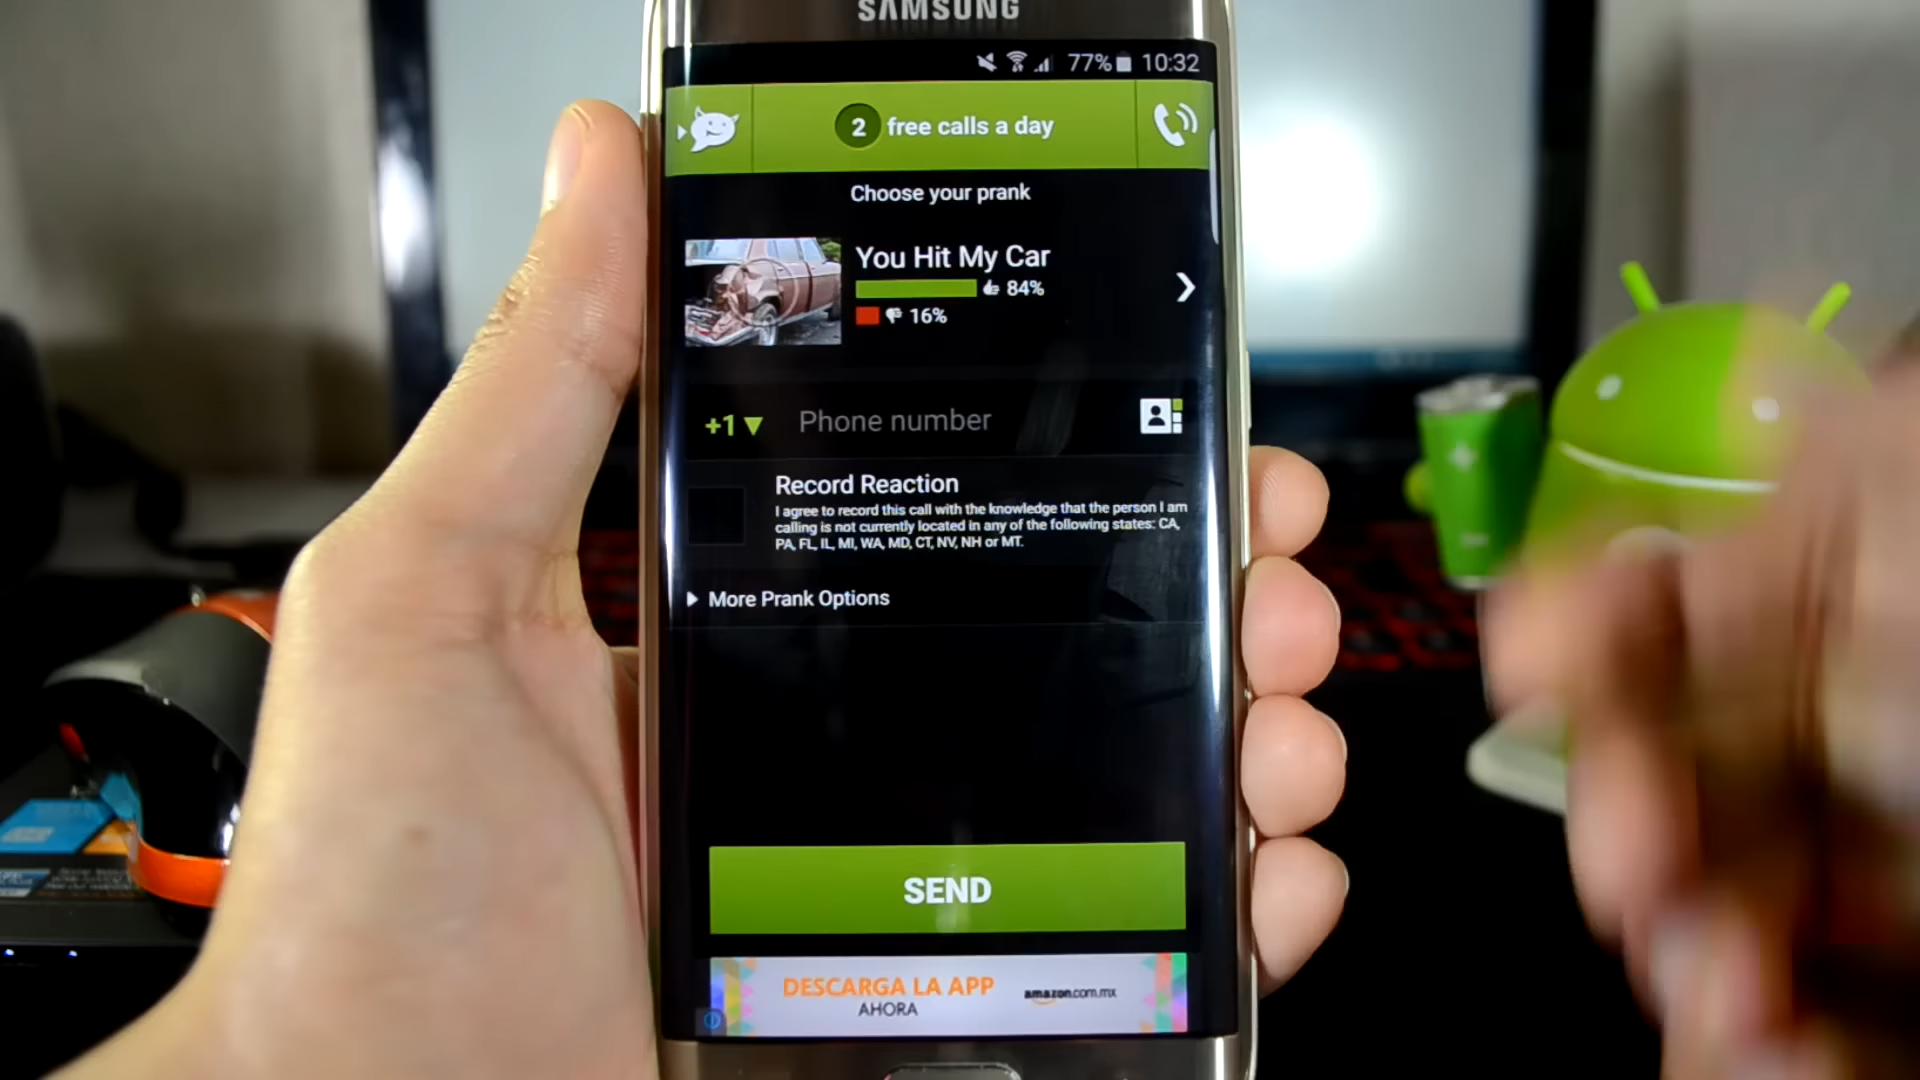 SAMSUNG
77% 10:32
2 free calls a day
Choose your prank
You Hit My Car
84%
16%
+1 Phone number
Record Reaction
I agree to record this call with the knowledge that the person I am
calling is not currently located in any of the following states: CA,
PA, FL, IL, MI, WA, MD, CT, NV, NH or MT.
More Prank Options
SEND
DESCARGA LA APP
AHORA
amazon.com.mx